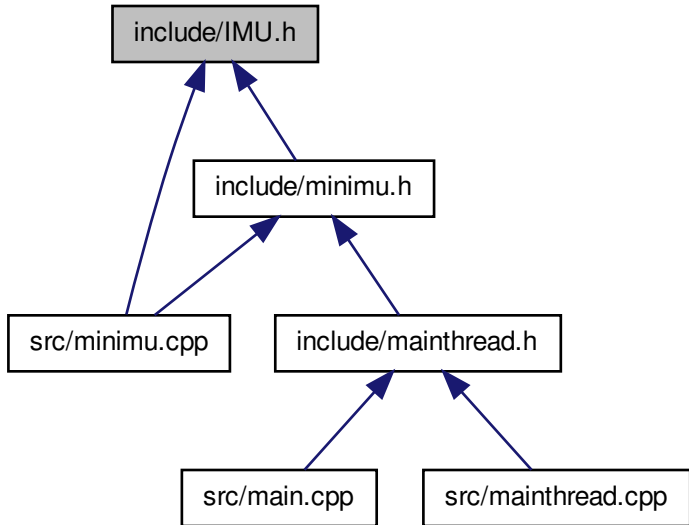 include/IMU.h
include/minimu.h
src/minimu.cpp
include/mainthread.h
src/main.cpp
src/mainthread.cpp